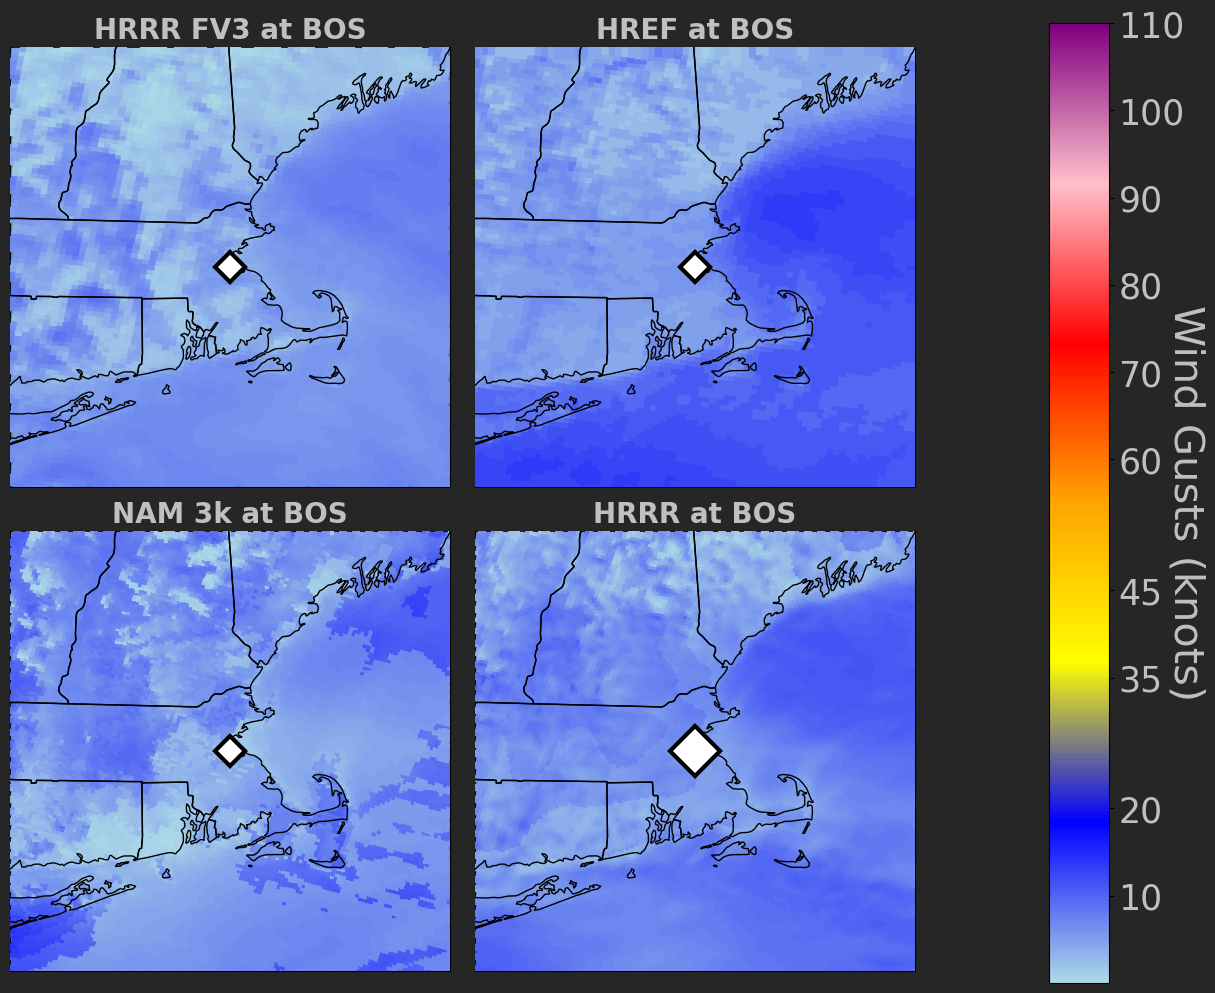 HRRR FV3 at BOS
HREF at BOS
NAM 3k at BOS
HRRR at BOS
110
100
90
80
70
60
45
35
20
10
Wind Gusts (knots)